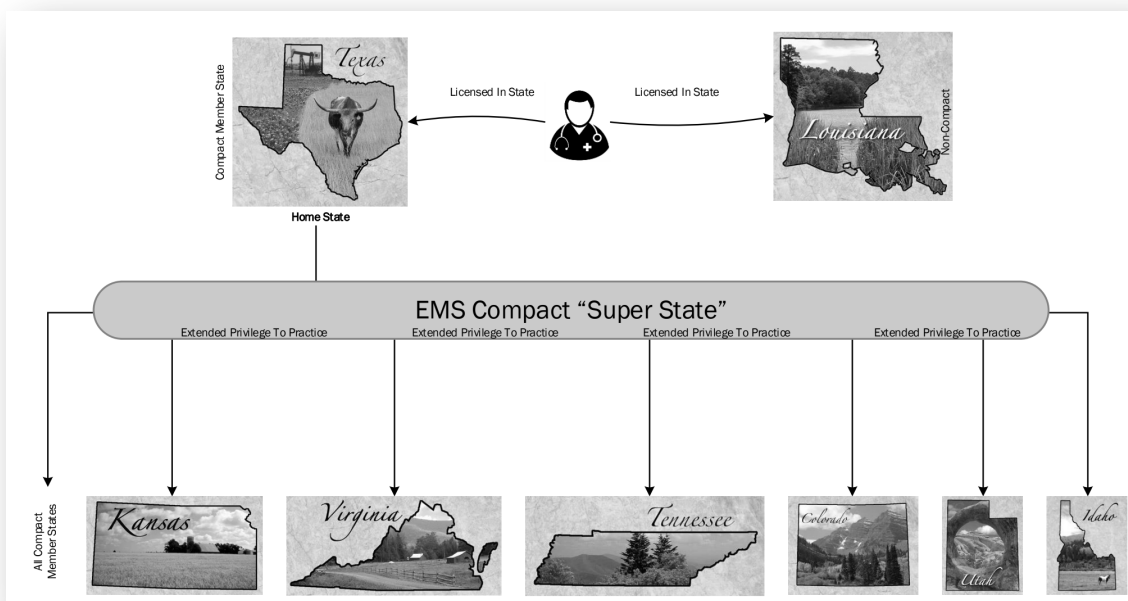 Texas
Compact Member State
Licensed In State
Licensed In State
Louisiana
Non-Compact
Home State
EMS Compact “Super State”
Extended Privilege To Practice
Extended Privilege To Practice
Extended Privilege To Practice
Extended Privilege To Practice
All Compact
Member States
Kansas
Virginia
Tennessee
Colorado
Utah
Idaho